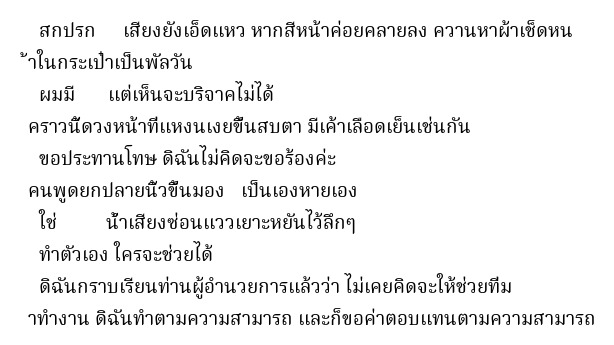 สกปรก เสียงยังเอ็ดแหว หากสีหน้าค่อยคลายลง ควานหาผ้าเช็ดหน
้าในกระเป๋าเป็นพัลวัน
ผมมี แต่เห็นจะบริจาคไม่ได้
คราวนี้ดวงหน้าที่แหงนเงยขึ้นสบตา มีเค้าเลือดเย็นเช่นกัน
ขอประทานโทษ ดิฉันไม่คิดจะขอร้องค่ะ
คนพูดยกปลายนิ้วขึ้นมอง เป็นเองหายเอง
ใช่ น้ำเสียงซ่อนแววเยาะหยันไว้ลึกๆ
ทำตัวเอง ใครจะช่วยได้
ดิฉันกราบเรียนท่านผู้อำนวยการแล้วว่า ไม่เคยคิดจะให้ช่วยที่ม
าทำงาน ดิฉันทำตามความสามารถ และก็ขอค่าตอบแทนตามความสามารถ